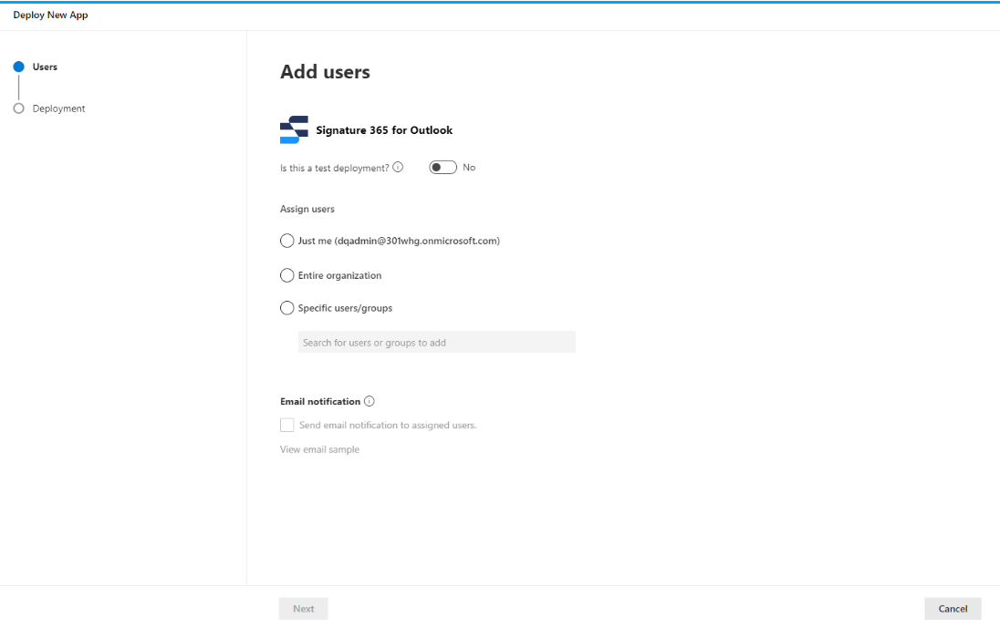 Deploy New App
Users
Deployment
Add users
Signature 365 for Outlook
Is this a test deployment?
No
Assign users
Just me (dqadmin@301whg.onmicrosoft.com)
Entire organization
Specific users/groups
Search for users or groups to add
Email notification
Send email notification to assigned users.
View email sample
Next
Cancel